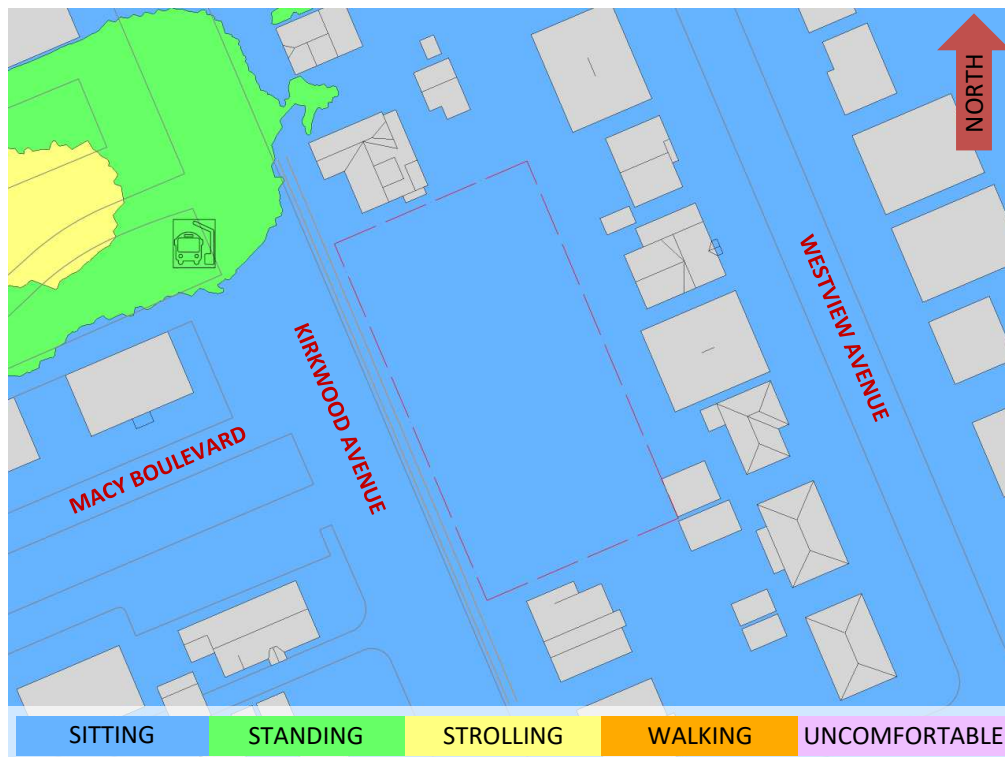 NORTH
WESTVIEW AVENUE
KIRKWOOD AVENUE
MACY BOULEVARD
SITTING
STANDING
STROLLING
WALKING
UNCOMFORTABLE